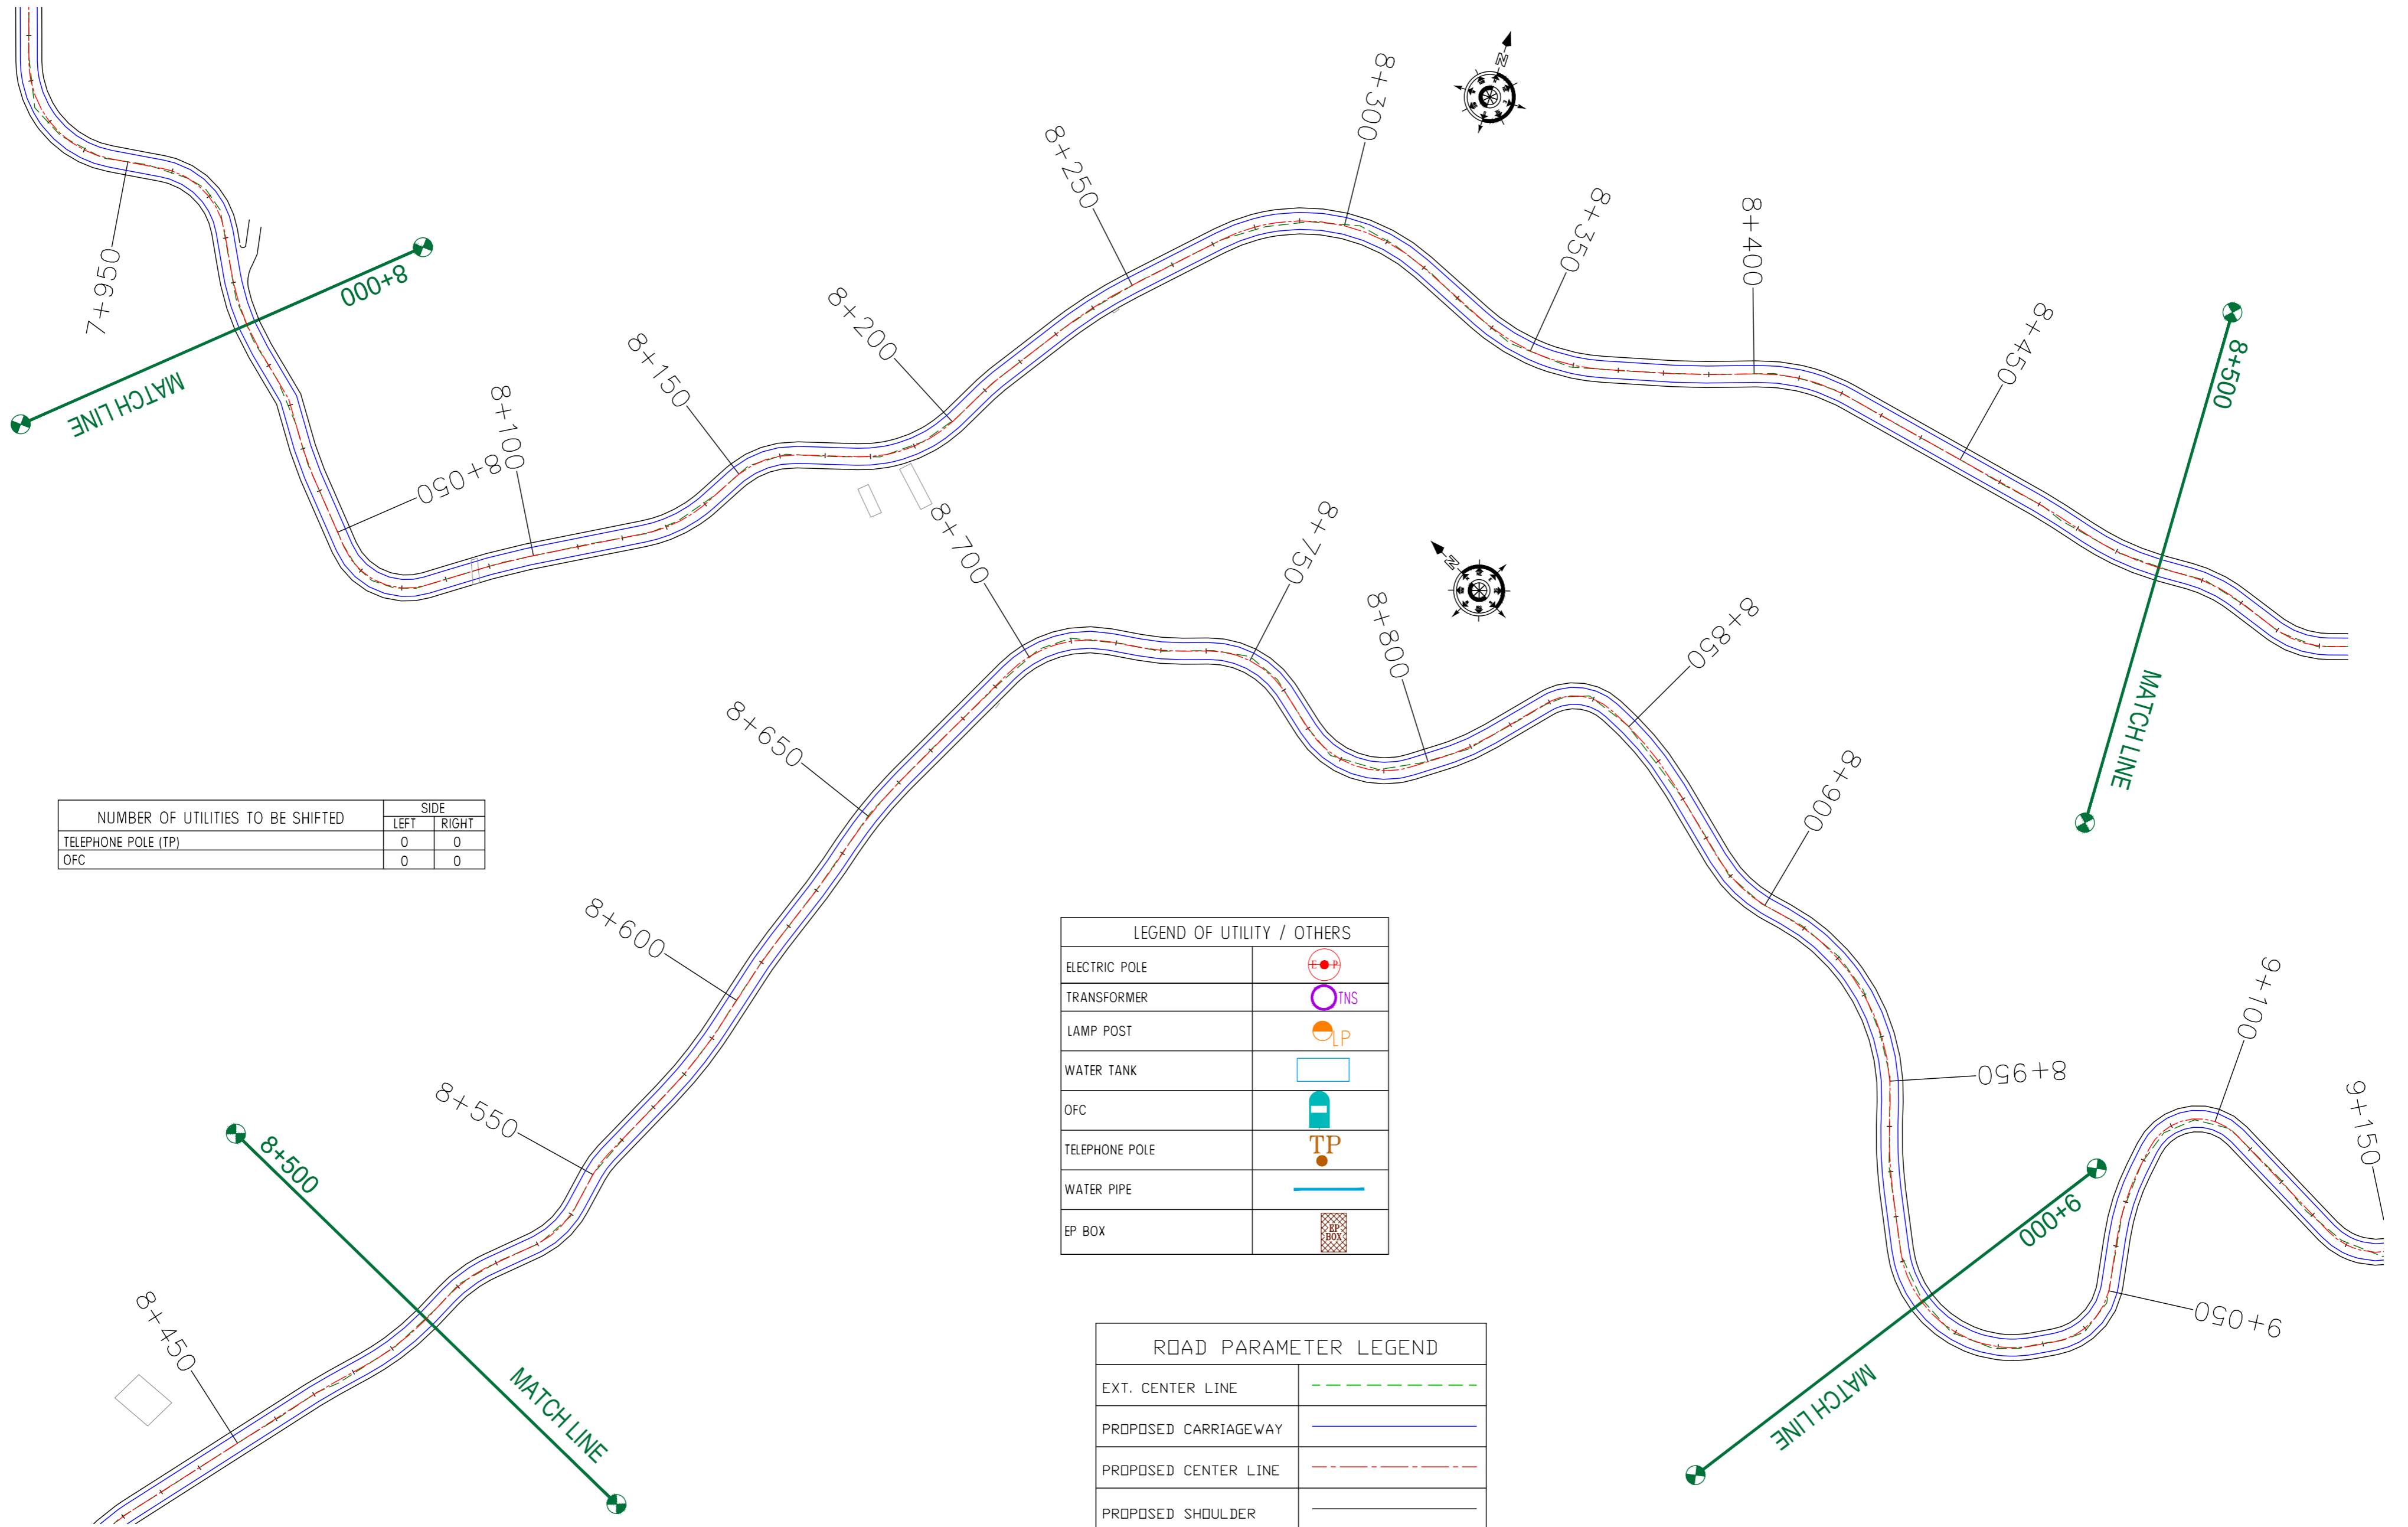 7+950
8+000
MATCH LINE
8+050
8+100
8+150
8+200
8+250
8+300
8+350
8+400
8+450
8+500
MATCH LINE
N
N
8+450
8+500
MATCH LINE
8+550
8+600
8+650
8+700
8+750
8+800
8+850
8+900
8+950
9+000
MATCH LINE
9+050
9+100
9+150
NUMBER OF UTILITIES TO BE SHIFTED SIDE
LEFT RIGHT
TELEPHONE POLE (TP) 0 0
OFC 0 0
LEGEND OF UTILITY / OTHERS
ELECTRIC POLE E P
TRANSFORMER TNS
LAMP POST LP
WATER TANK
OFC
TELEPHONE POLE TP
WATER PIPE
EP BOX EP BOX
ROAD PARAMETER LEGEND
EXT. CENTER LINE
PROPOSED CARRIAGEWAY
PROPOSED CENTER LINE
PROPOSED SHOULDER